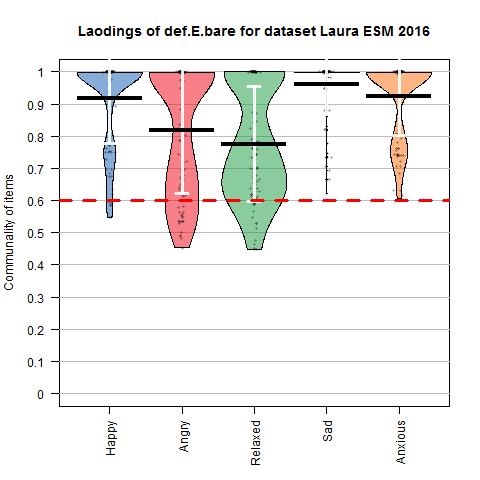 Laodings of def.E.bare for dataset Laura ESM 2016
Communality of items
1
0.9
0.8
0.7
0.6
0.5
0.4
0.3
0.2
0.1
0
Happy
Angry
Relaxed
Sad
Anxious